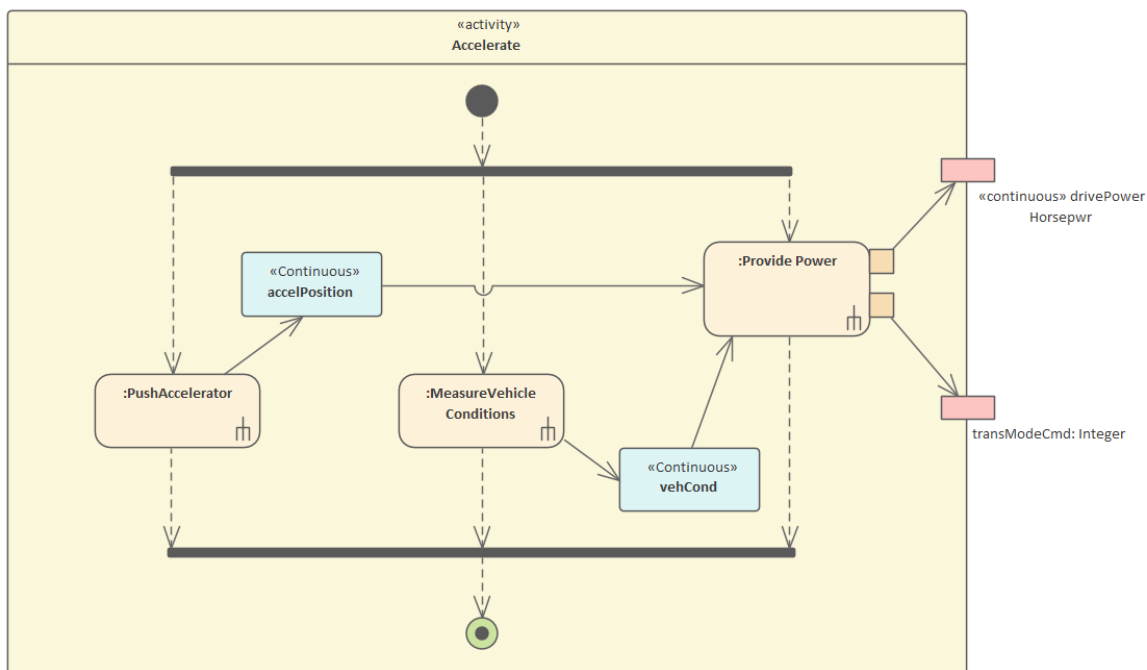 «activity»
Accelerate
«continuous» drivePower
Horsepwr
:Provide Power
«Continuous»
accelPosition
:PushAccelerator
:MeasureVehicle
Conditions
transModeCmd: Integer
«Continuous»
vehCond